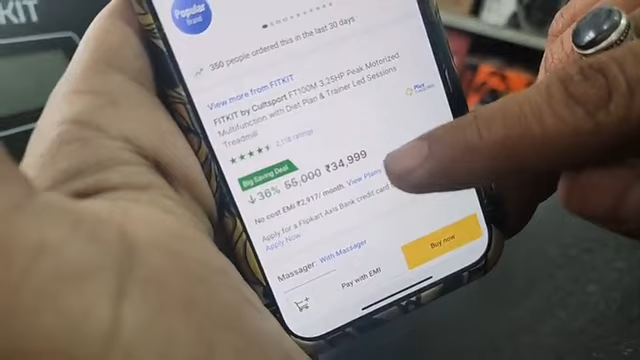 KIT
Popular
Brand
350 people ordered this in the last 30 days
View more from FITKIT
FITKIT by Cultsport FT100M 3.25HP Peak Motorized
Multifunction with Diet Plan & Trainer Led Sessions
Treadmill
Plus
2,118 ratings
Big Saving Deal
↓36% 55,000 ₹34,999
No cost EMI ₹2,917/month. View Plans
Apply for a Flipkart Axis Bank credit card
Apply Now
Massager: With Massager
Pay with EMI
Buy now